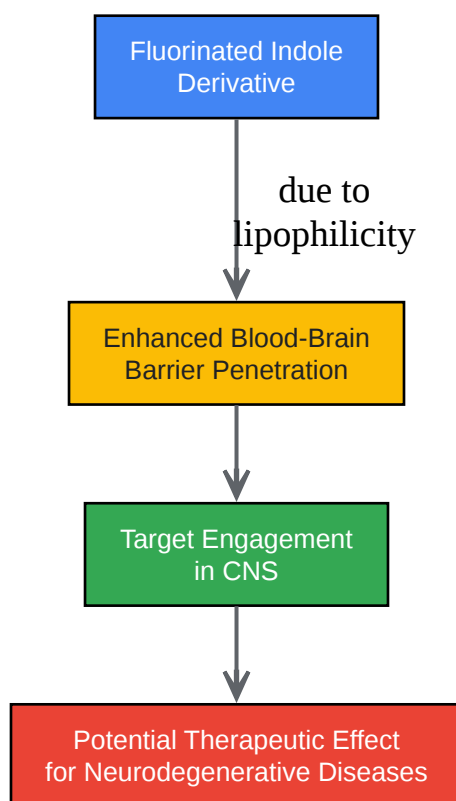 Fluorinated Indole
Derivative
due to
lipophilicity
Enhanced Blood-Brain
Barrier Penetration
Target Engagement
in CNS
Potential Therapeutic Effect
for Neurodegenerative Diseases